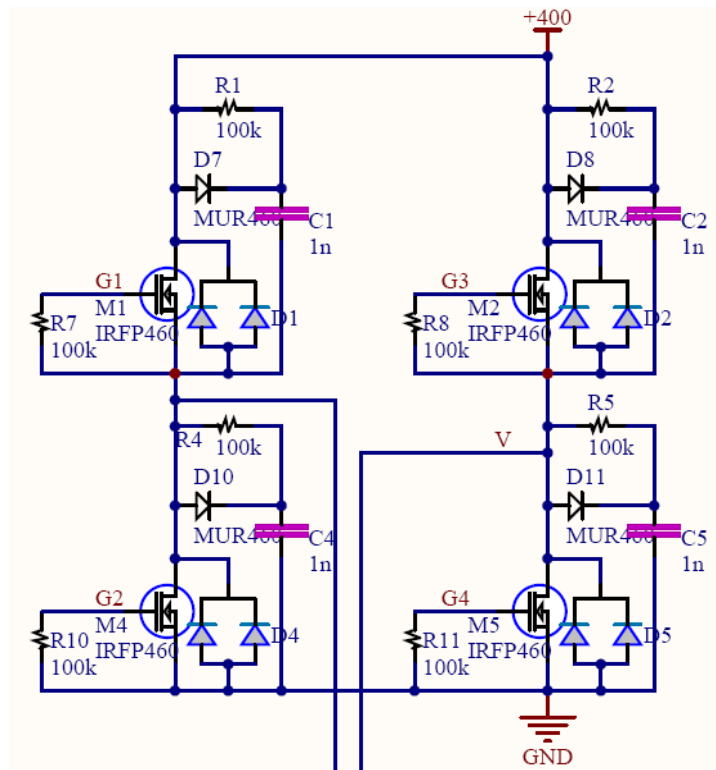 +400
R1
100k
R2
100k
D7
MUR460
C1
1n
D8
MUR460
C2
1n
G1
M1
IRFP460
R7
100k
D1
G3
M2
IRFP460
R8
100k
D2
R4
100k
V
R5
100k
D10
MUR460
C4
1n
D11
MUR460
C5
1n
G2
M4
IRFP460
R10
100k
D4
G4
M5
IRFP460
R11
100k
D5
GND